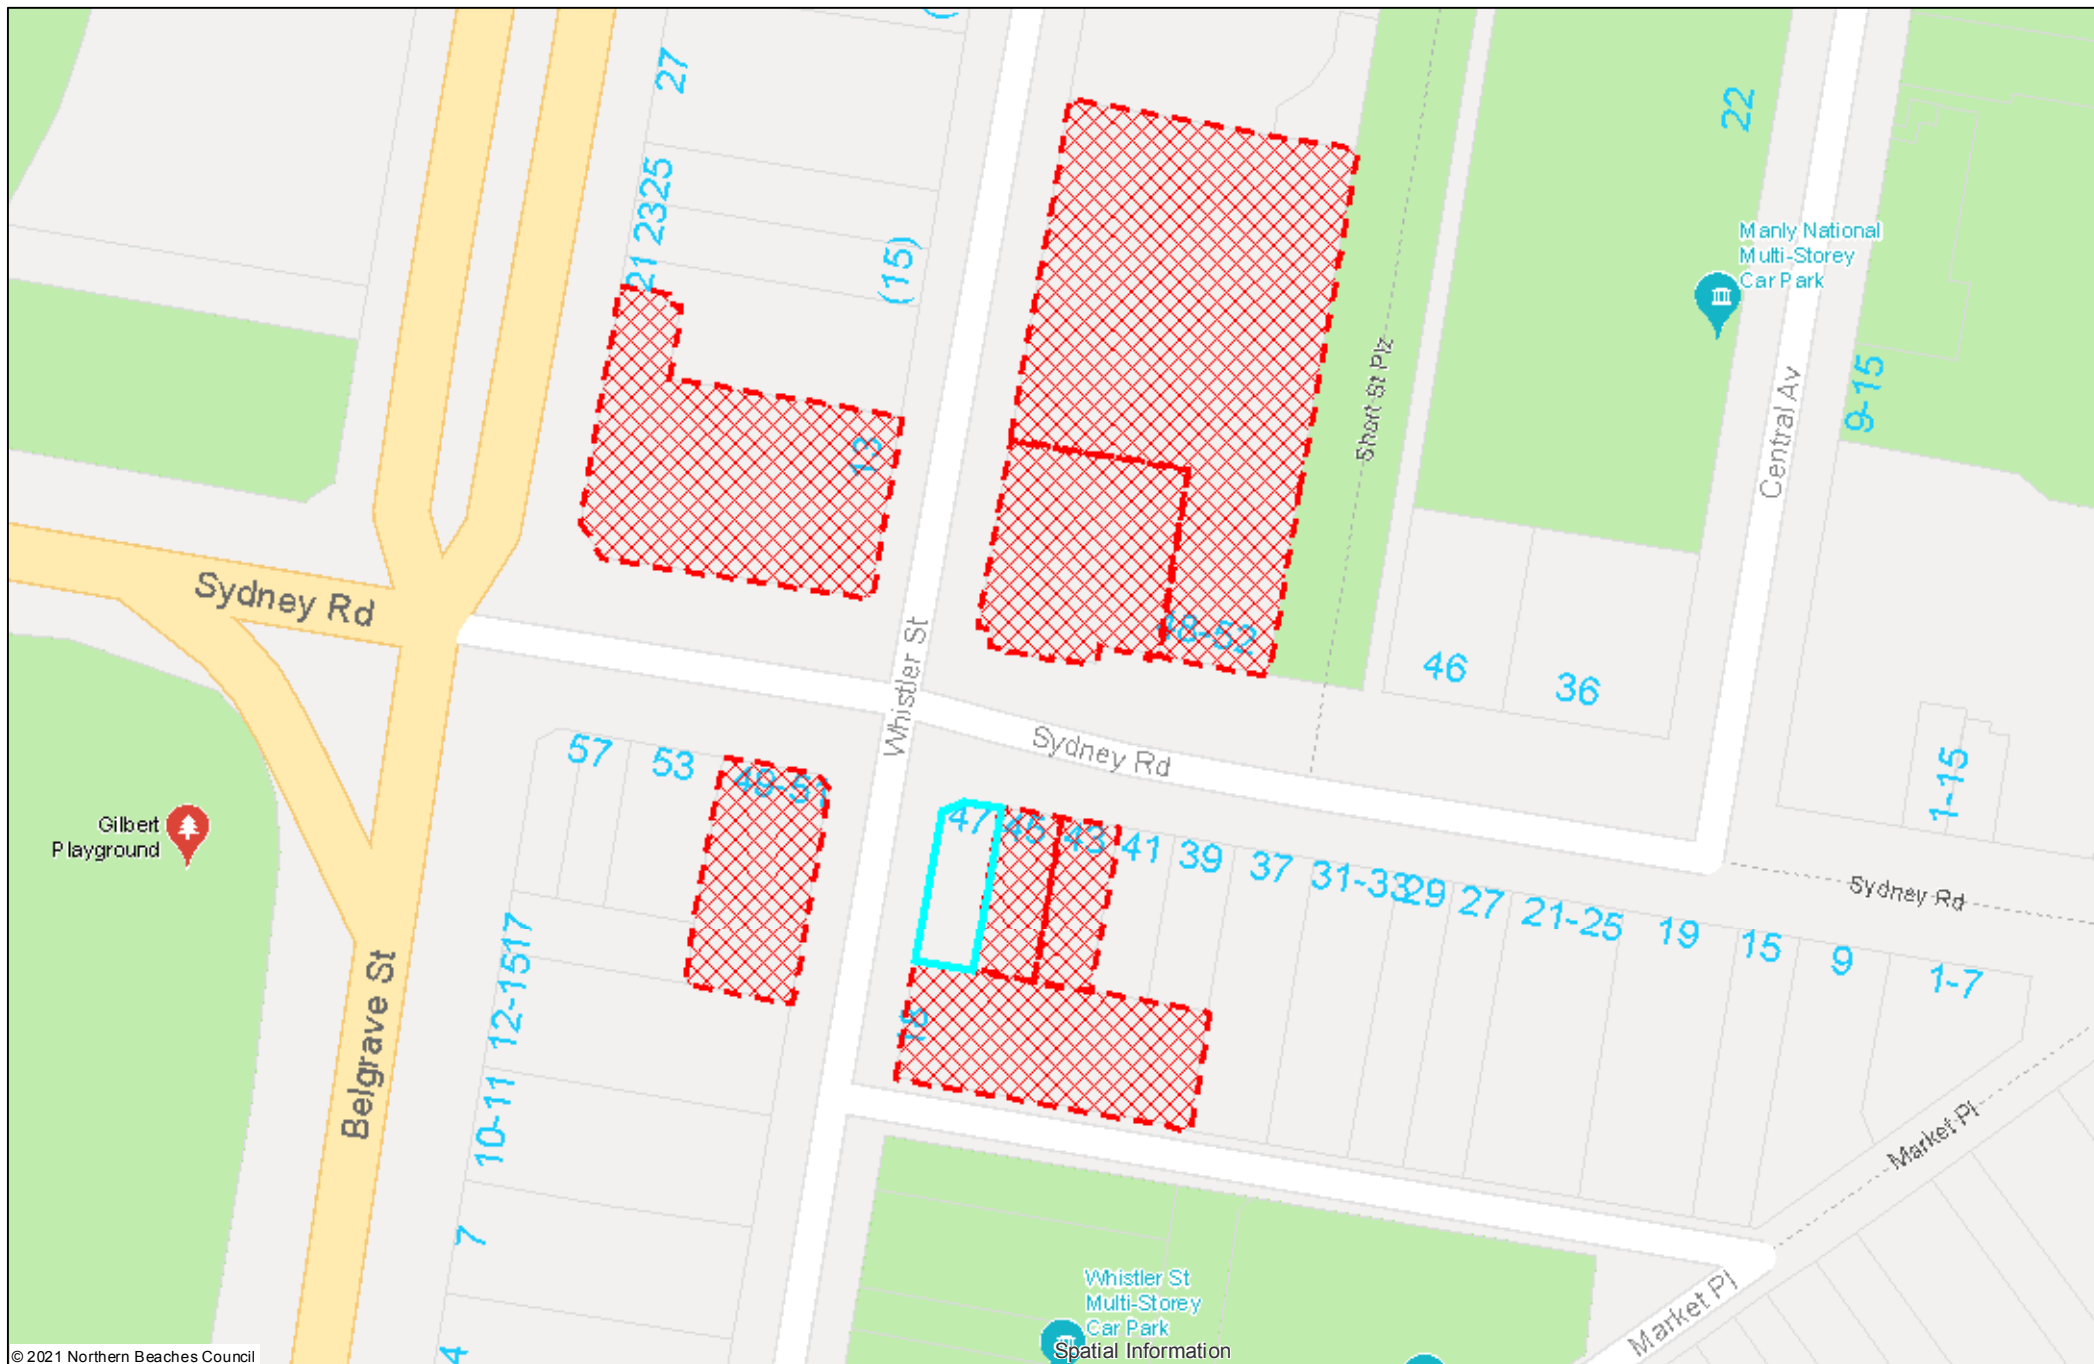 27
25
23
21
(15)
22
Manly National
Multi-Storey
Car Park
Short St Plz
Central Av
9-15
13
Sydney Rd
Whistler St
48-52
46
36
1-15
Sydney Rd
57
53
49-51
47
45
43
41
39
37
31-33
29
27
21-25
19
15
9
1-7
Sydney Rd
Gilbert
Playground
17
12-15
18
Belgrave St
10-11
Market Pl
7
Whistler St
Multi-Storey
Car Park
Market Pl
4
Spatial Information
© 2021 Northern Beaches Council